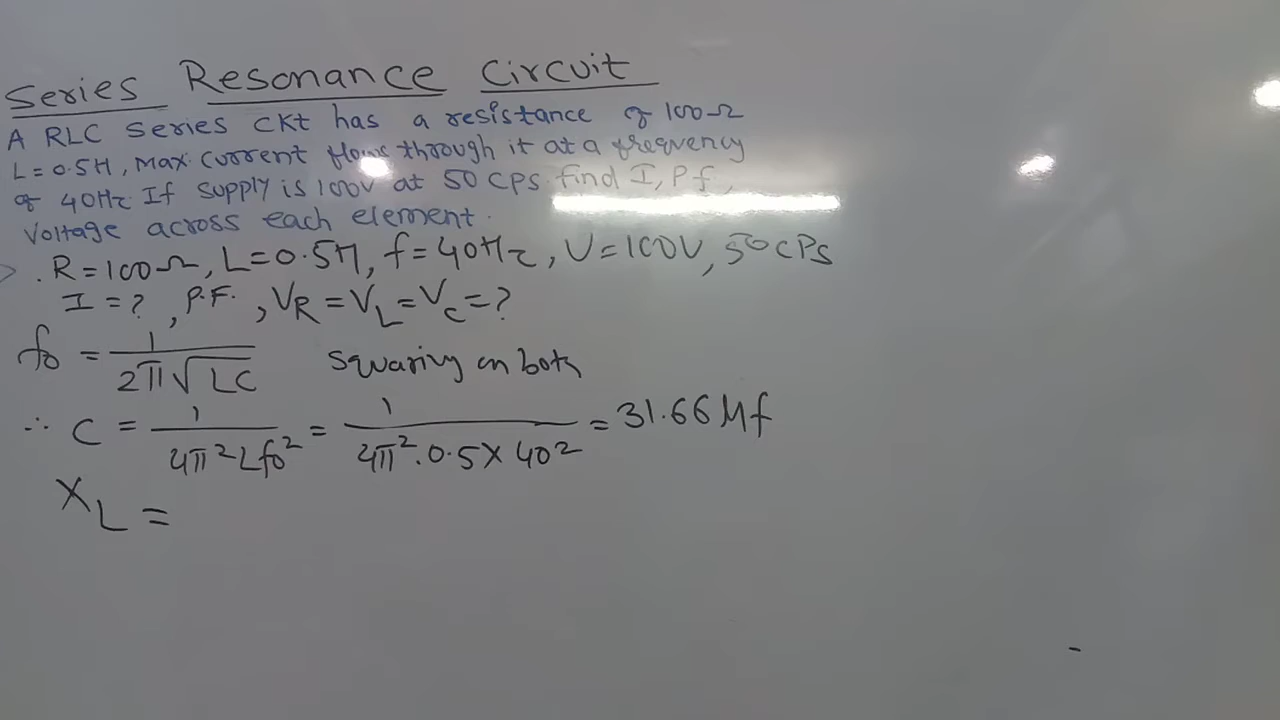 Series Resonance Circuit
A RLC series ckt has a resistance of 100Ω
L=0.5H, Max current flows through it at a frequency
of 40Hz If supply is 100V at 50 CPS. find I, Pf,
Voltage across each element.
. R=100Ω, L=0.5H, f=40Hz, V=100V, 50 CPS
I=?, P.F., VR=VL=Vc=?
fo = 1/2π√LC squaring on both
∴ C = 1/4π²Lfo² = 1/4π².0.5×40² = 31.66 Mf
XL =